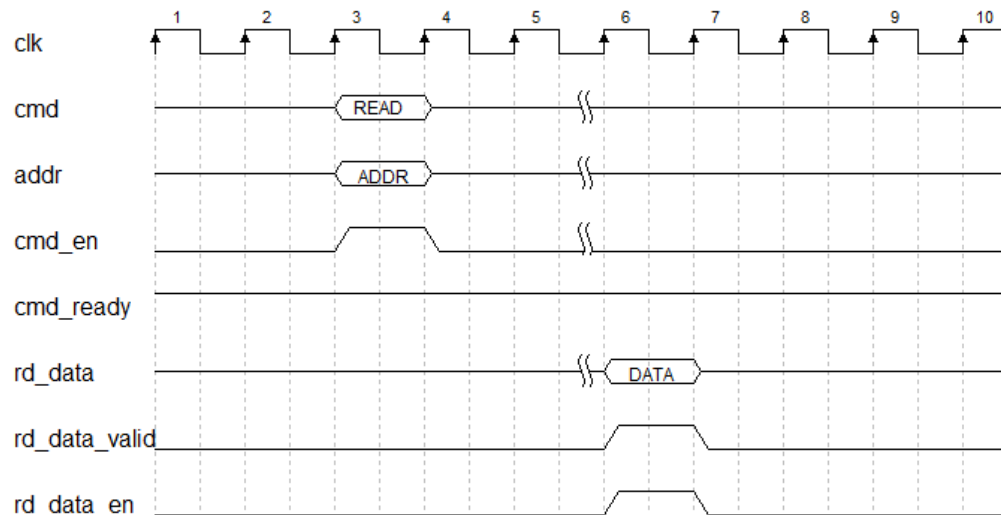 1 2 3 4 5 6 7 8 9 10
clk
cmd READ
addr ADDR
cmd_en
cmd_ready
rd_data DATA
rd_data_valid
rd_data_en